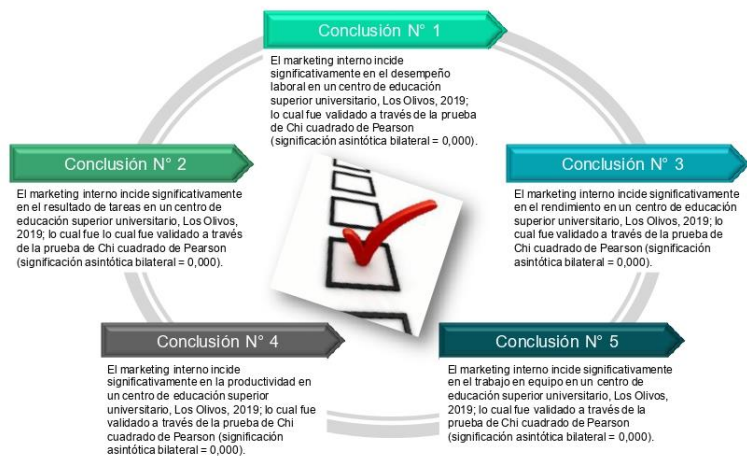 Conclusión N° 1
El marketing interno incide
significativamente en el desempeño
laboral en un centro de educación
superior universitario, Los Olivos, 2019;
lo cual fue validado a través de la prueba
de Chi cuadrado de Pearson
(significación asintótica bilateral = 0,000).
Conclusión N° 2
El marketing interno incide significativamente
en el resultado de tareas en un centro de
educación superior universitario, Los Olivos,
2019; lo cual fue lo cual fue validado a través
de la prueba de Chi cuadrado de Pearson
(significación asintótica bilateral = 0,000).
Conclusión N° 3
El marketing interno incide significativamente
en el rendimiento en un centro de educación
superior universitario, Los Olivos, 2019; lo
cual fue validado a través de la prueba de
Chi cuadrado de Pearson (significación
asintótica bilateral = 0,000).
Conclusión N° 4
El marketing interno incide
significativamente en la productividad en
un centro de educación superior
universitario, Los Olivos, 2019; lo cual fue
validado a través de la prueba de Chi
cuadrado de Pearson (significación
asintótica bilateral = 0,000).
Conclusión N° 5
El marketing interno incide significativamente
en el trabajo en equipo en un centro de
educación superior universitario, Los Olivos,
2019; lo cual fue validado a través de la
prueba de Chi cuadrado de Pearson
(significación asintótica bilateral = 0,000).